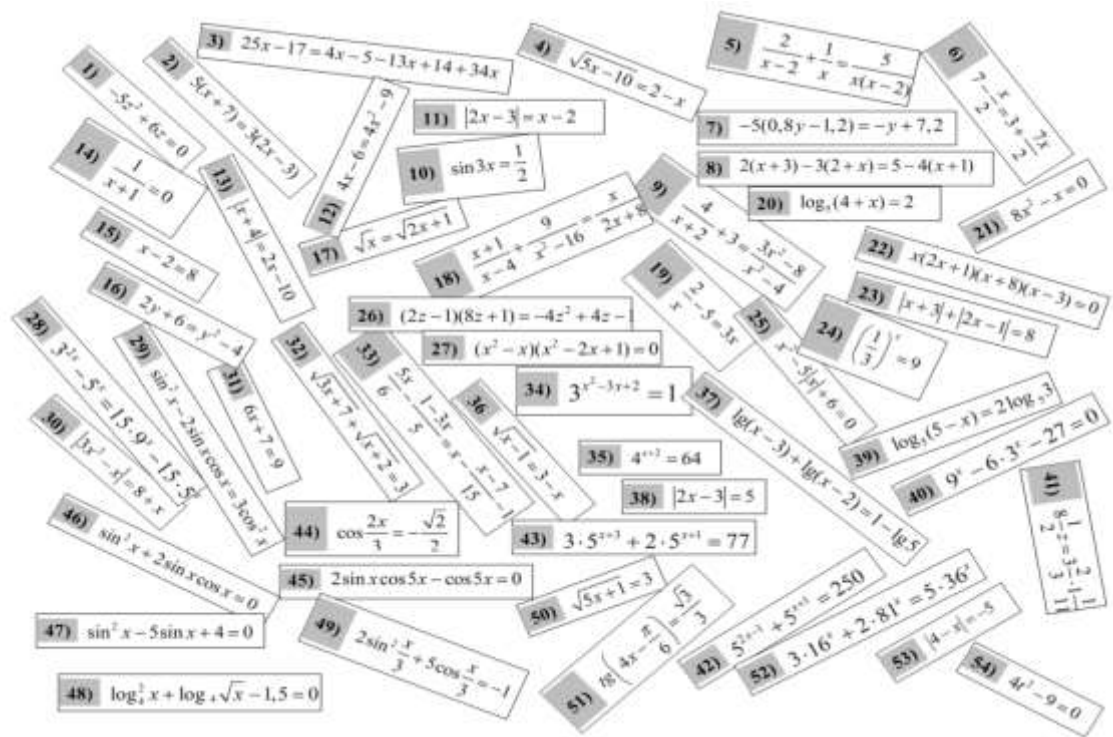 1) -5z² + 6z = 0
2) 5(x + 7) = 3(2x - 3)
3) 25x - 17 = 4x - 5 - 13x + 14 + 34x
4) √5x - 10 = 2 - x
5) 2/(x - 2) + 1/x = 5/(x(x - 2))
6) 7 - x/2 = 3 + 7x/2
7) -5(0,8y - 1,2) = -y + 7,2
8) 2(x + 3) - 3(2 + x) = 5 - 4(x + 1)
9) 4/(x + 2) + 3 = (3x² - 8)/(x² - 4)
10) sin 3x = 1/2
11) |2x - 3| = x - 2
12) 4x - 6 = 4x² - 9
13) |x + 4| = 2x - 10
14) 1/(x + 1) = 0
15) x - 2 = 8
16) 2y + 6 = y² - 4
17) √x = √(2x + 1)
18) (x + 1)/(x - 4) + 9/(x² - 16) = x/(2x + 8)
19) 2/x - 5 = 3x
20) log₇(4 + x) = 2
21) 8x² - x = 0
22) x(2x + 1)(x + 8)(x - 3) = 0
23) |x + 3| + |2x - 1| = 8
24) (1/3)ˣ = 9
25) x² - 5|x| + 6 = 0
26) (2z - 1)(8z + 1) = -4z² + 4z - 1
27) (x² - x)(x² - 2x + 1) = 0
28) 3²ˣ - 5ˣ = 15 · 9ˣ - 15 · 5ˣ
29) sin² x - 2 sin x cos x = 3 cos² x
30) |3x² - x| = 8 + x
31) 6x + 7 = 9
32) √(3x + 7) + √(x + 2) = 3
33) 5x/6 - (1 - 3x)/5 = x - (x - 7)/15 - 1
34) 3^(x² - 3x + 2) = 1
35) 4ˣ⁺² = 64
36 √(x - 1) = 3 - x
37) lg(x - 3) + lg(x - 2) = 1 - lg 5
38) |2x - 3| = 5
39) log₇(5 - x) = 2 log₇ 3
40) 9ˣ - 6 · 3ˣ - 27 = 0
41)
42) 5²ˣ⁻¹ + 5ˣ⁺¹ = 250
43) 3 · 5ˣ⁺³ + 2 · 5ˣ⁺¹ = 77
44) cos 2x/3 = -√2/2
45) 2 sin x cos 5x - cos 5x = 0
46) sin² x + 2 sin x cos x = 0
47) sin² x - 5 sin x + 4 = 0
48) log₄² x + log₄ √x - 1,5 = 0
49) 2 sin² x/3 + 5 cos x/3 = -1
50) √(5x + 1) = 3
51) tg(4x - π/6) = √3/3
52) 3 · 16ˣ + 2 · 81ˣ = 5 · 36ˣ
53) |4 - x| = -5
54) 4t² - 9 = 0